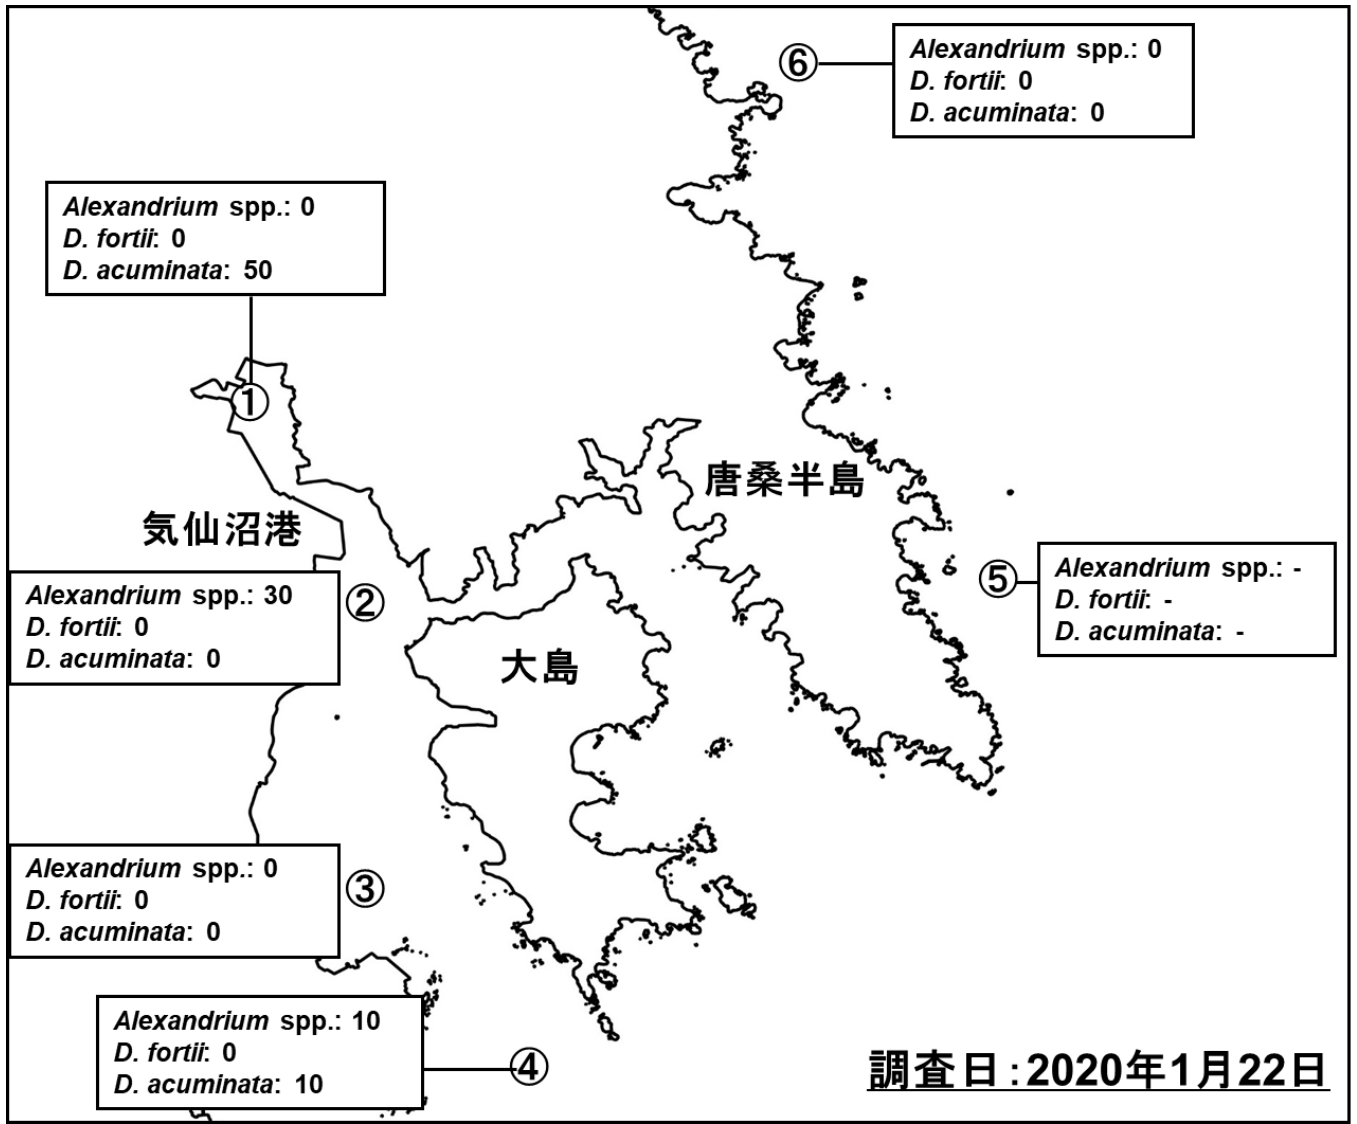 ⑥
Alexandrium spp.: 0
D. fortii: 0
D. acuminata: 0
Alexandrium spp.: 0
D. fortii: 0
D. acuminata: 50
①
唐桑半島
気仙沼港
⑤
Alexandrium spp.: -
D. fortii: -
D. acuminata: -
Alexandrium spp.: 30
D. fortii: 0
D. acuminata: 0
②
大島
Alexandrium spp.: 0
D. fortii: 0
D. acuminata: 0
③
Alexandrium spp.: 10
D. fortii: 0
D. acuminata: 10
④
調査日：2020年1月22日